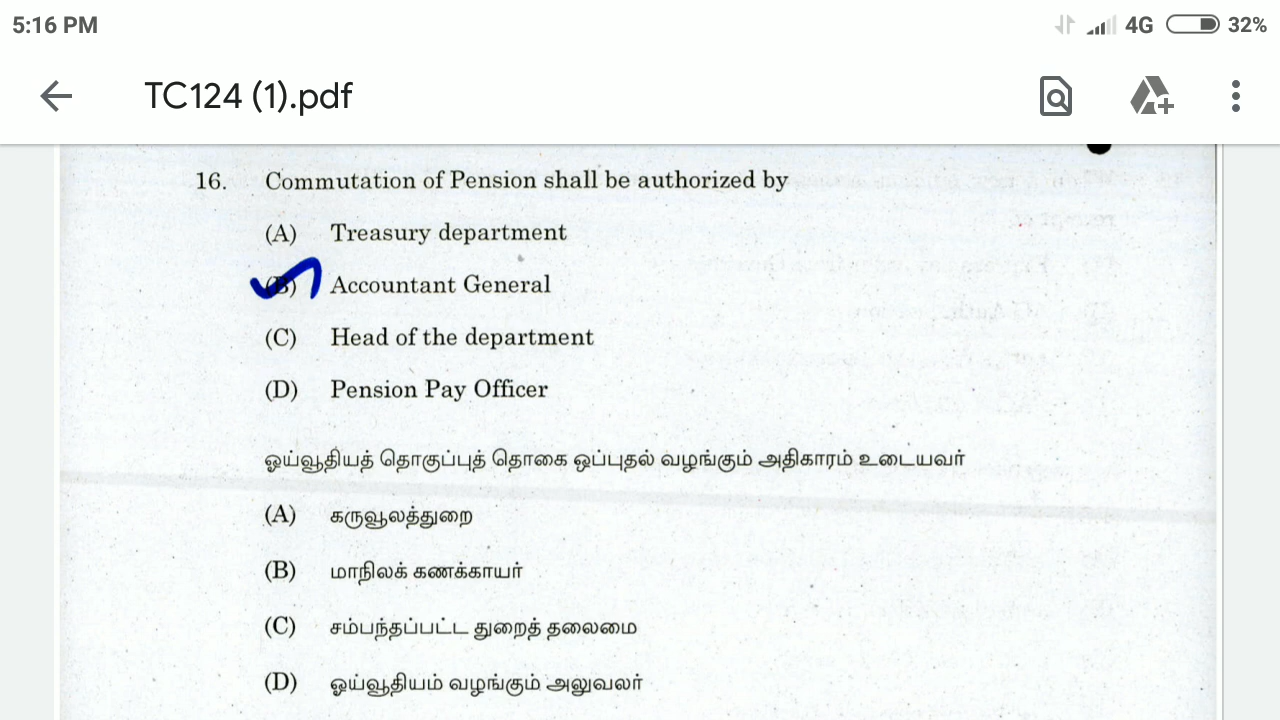 5:16 PM
4G 32%
TC124 (1).pdf
16. Commutation of Pension shall be authorized by
(A) Treasury department
(B) Accountant General
(C) Head of the department
(D) Pension Pay Officer
ஓய்வூதியத் தொகுப்புத் தொகை ஒப்புதல் வழங்கும் அதிகாரம் உடையவர்
(A) கருவூலத்துறை
(B) மாநிலக் கணக்காயர்
(C) சம்பந்தப்பட்ட துறைத் தலைமை
(D) ஓய்வூதியம் வழங்கும் அலுவலர்